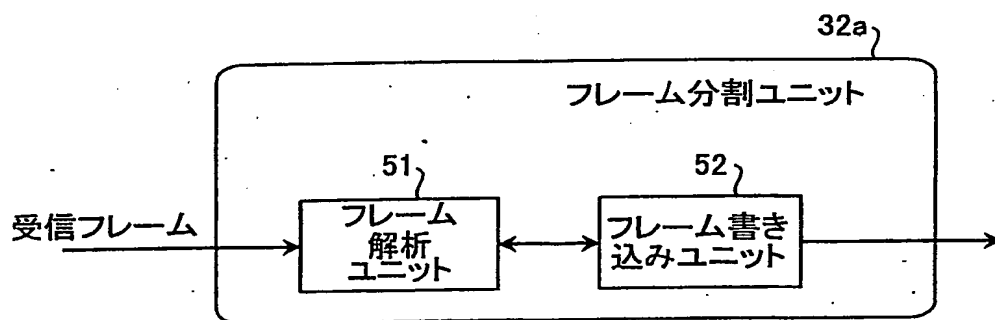 32a
フレーム分割ユニット
51
52
受信フレーム
フレーム
解析
ユニット
フレーム書き
込みユニット